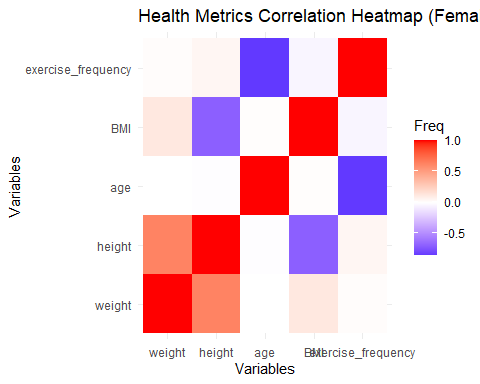 Health Metrics Correlation Heatmap (Fema
exercise_frequency
BMI
age
height
weight
Variables
Freq
1.0
0.5
0.0
-0.5
weight height age BMI exercise_frequency
Variables